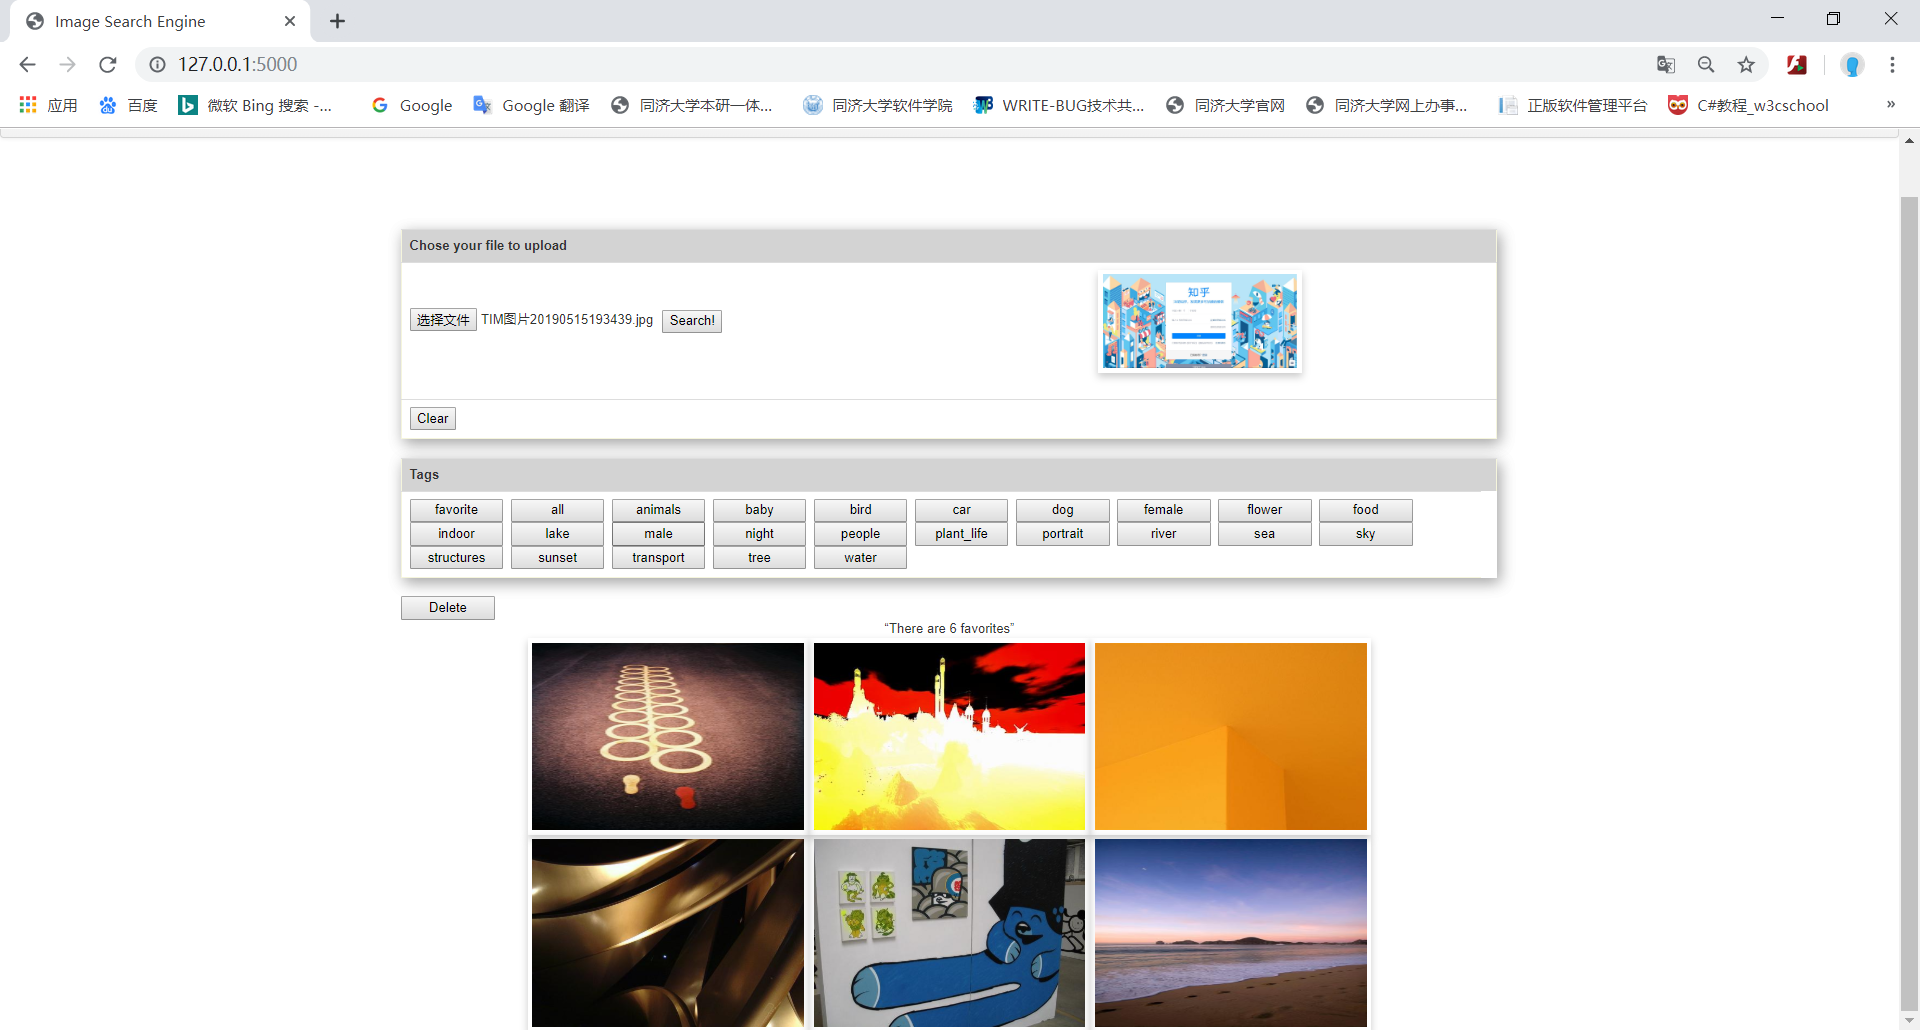 Image Search Engine
127.0.0.1:5000
应用 百度 微软 Bing 搜索 -... Google Google 翻译 同济大学本研一体... 同济大学软件学院 WRITE-BUG技术共... 同济大学官网 同济大学网上办事... 正版软件管理平台 C#教程_w3cschool »
Chose your file to upload
知乎
选择文件 TIM图片20190515193439.jpg Search!
Clear
Tags
favorite all animals baby bird car dog female flower food
indoor lake male night people plant_life portrait river sea sky
structures sunset transport tree water
Delete
“There are 6 favorites”